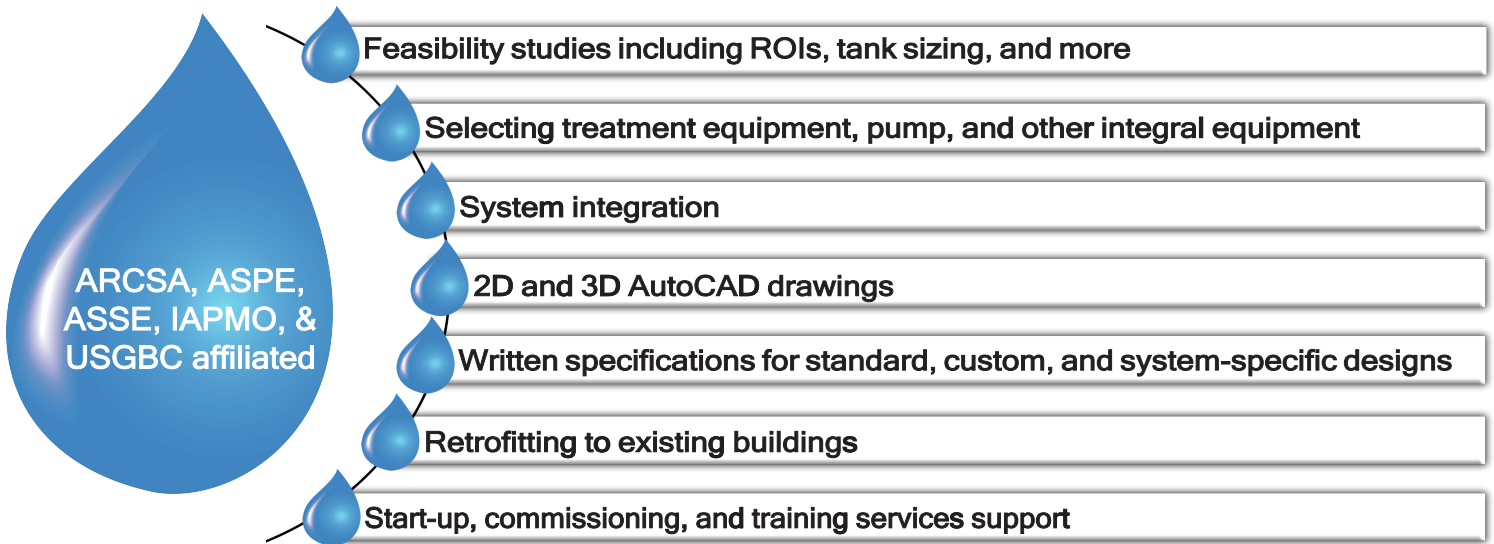 ARCSA, ASPE,
ASSE, IAPMO, &
USGBC affiliated
Feasibility studies including ROIs, tank sizing, and more
Selecting treatment equipment, pump, and other integral equipment
System integration
2D and 3D AutoCAD drawings
Written specifications for standard, custom, and system-specific designs
Retrofitting to existing buildings
Start-up, commissioning, and training services support